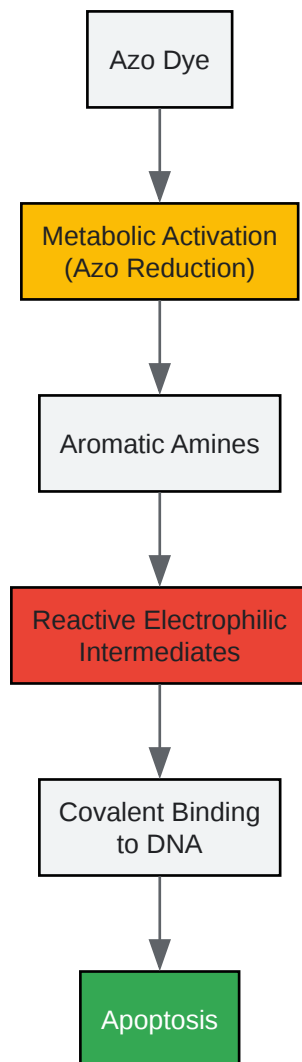 Azo Dye
Metabolic Activation
(Azo Reduction)
Aromatic Amines
Reactive Electrophilic
Intermediates
Covalent Binding
to DNA
Apoptosis